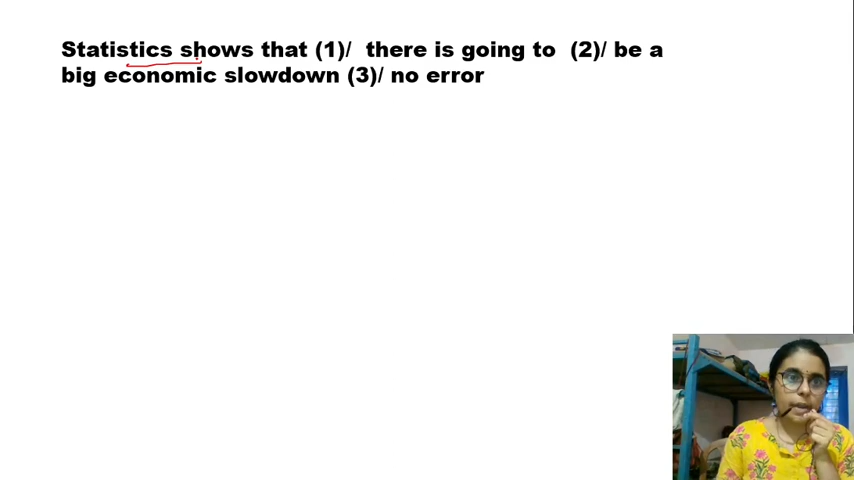 Statistics shows that (1)/ there is going to (2)/ be a
big economic slowdown (3)/ no error